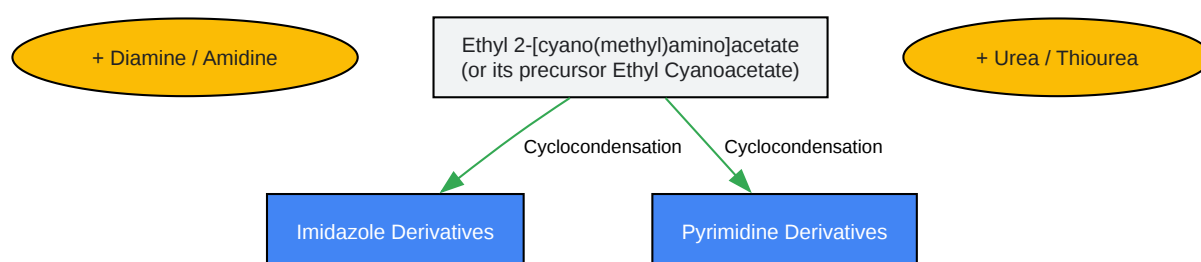 + Diamine / Amidine
Ethyl 2-[cyano(methyl)amino]acetate
(or its precursor Ethyl Cyanoacetate)
+ Urea / Thiourea
Cyclocondensation
Cyclocondensation
Imidazole Derivatives
Pyrimidine Derivatives